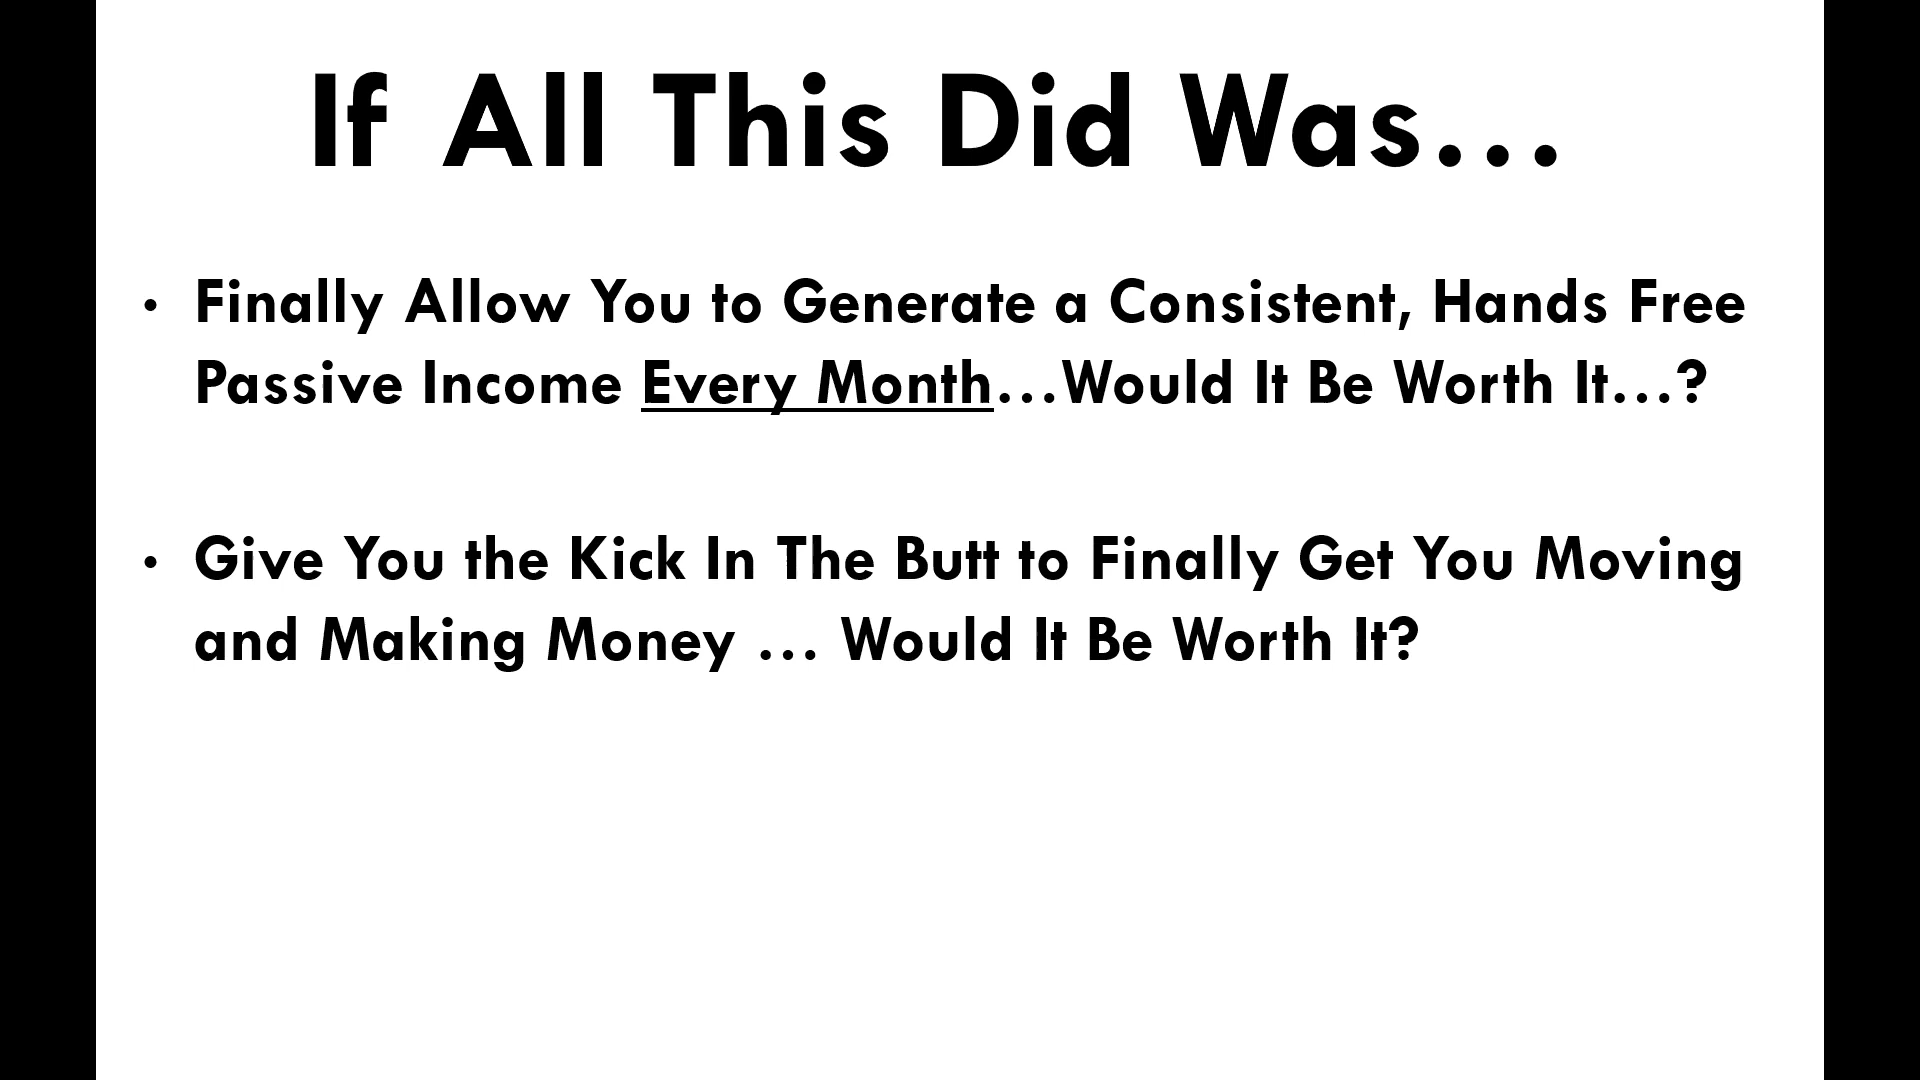 If All This Did Was...
• Finally Allow You to Generate a Consistent, Hands Free
Passive Income Every Month...Would It Be Worth It...?
• Give You the Kick In The Butt to Finally Get You Moving
and Making Money ... Would It Be Worth It?